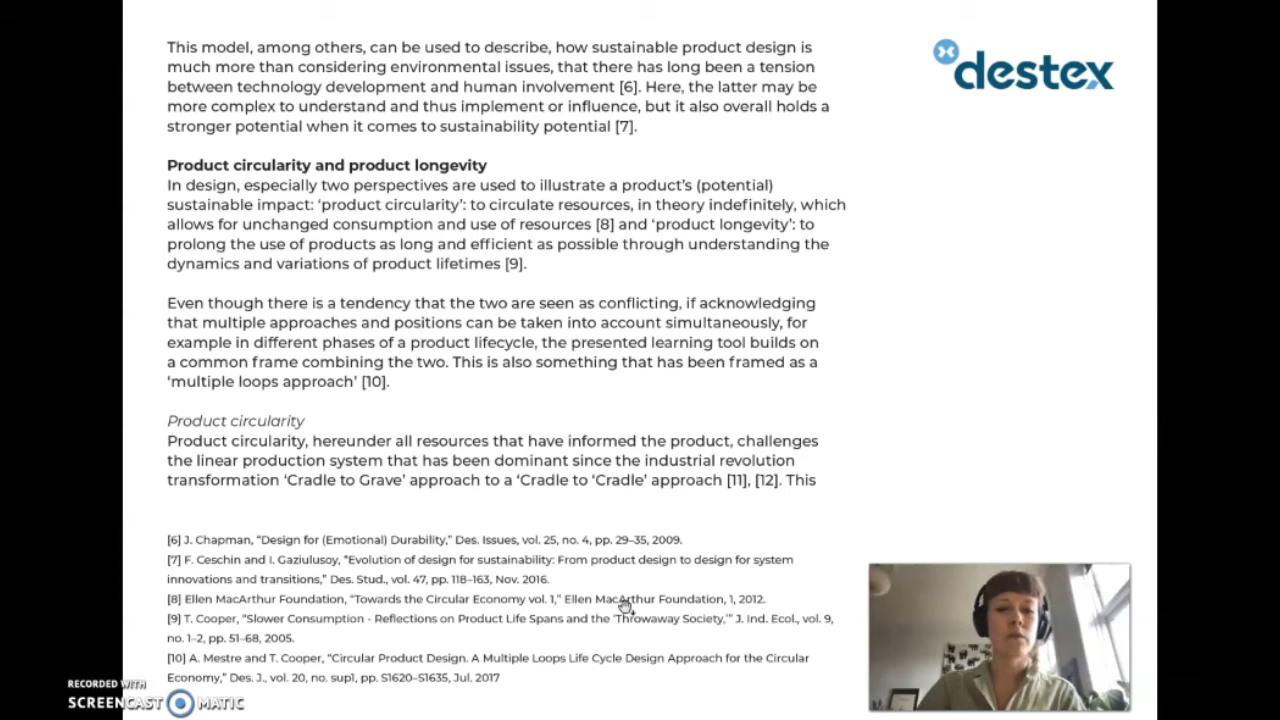 This model, among others, can be used to describe, how sustainable product design is
much more than considering environmental issues, that there has long been a tension
between technology development and human involvement [6]. Here, the latter may be
more complex to understand and thus implement or influence, but it also overall holds a
stronger potential when it comes to sustainability potential [7].
destex
Product circularity and product longevity
In design, especially two perspectives are used to illustrate a product’s (potential)
sustainable impact: ‘product circularity’: to circulate resources, in theory indefinitely, which
allows for unchanged consumption and use of resources [8] and ‘product longevity’: to
prolong the use of products as long and efficient as possible through understanding the
dynamics and variations of product lifetimes [9].
Even though there is a tendency that the two are seen as conflicting, if acknowledging
that multiple approaches and positions can be taken into account simultaneously, for
example in different phases of a product lifecycle, the presented learning tool builds on
a common frame combining the two. This is also something that has been framed as a
‘multiple loops approach’ [10].
Product circularity
Product circularity, hereunder all resources that have informed the product, challenges
the linear production system that has been dominant since the industrial revolution
transformation ‘Cradle to Grave’ approach to a ‘Cradle to ‘Cradle’ approach [11], [12]. This
[6] J. Chapman, “Design for (Emotional) Durability,” Des. Issues, vol. 25, no. 4, pp. 29–35, 2009.
[7] F. Ceschin and I. Gaziulusoy, “Evolution of design for sustainability: From product design to design for system
innovations and transitions,” Des. Stud., vol. 47, pp. 118–163, Nov. 2016.
[8] Ellen MacArthur Foundation, “Towards the Circular Economy vol. 1,” Ellen MacArthur Foundation, 1, 2012.
[9] T. Cooper, “Slower Consumption - Reflections on Product Life Spans and the ‘Throwaway Society,’” J. Ind. Ecol., vol. 9,
no. 1–2, pp. 51–68, 2005.
[10] A. Mestre and T. Cooper, “Circular Product Design. A Multiple Loops Life Cycle Design Approach for the Circular
Economy,” Des. J., vol. 20, no. sup1, pp. S1620–S1635, Jul. 2017
RECORDED WITH
SCREENCAST MATIC